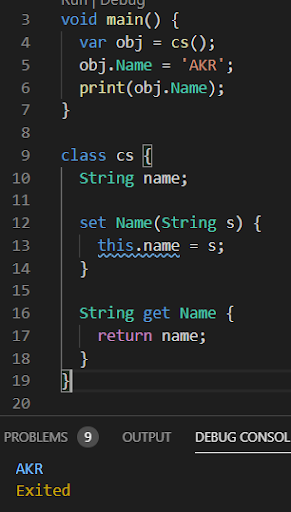 Run | Debug
3 void main() {
4 var obj = cs();
5 obj.Name = 'AKR';
6 print(obj.Name);
7 }
8
9 class cs {
10 String name;
11
12 set Name(String s) {
13 this.name = s;
14 }
15
16 String get Name {
17 return name;
18 }
19 }
20
PROBLEMS 9 OUTPUT DEBUG CONSOL
AKR
Exited